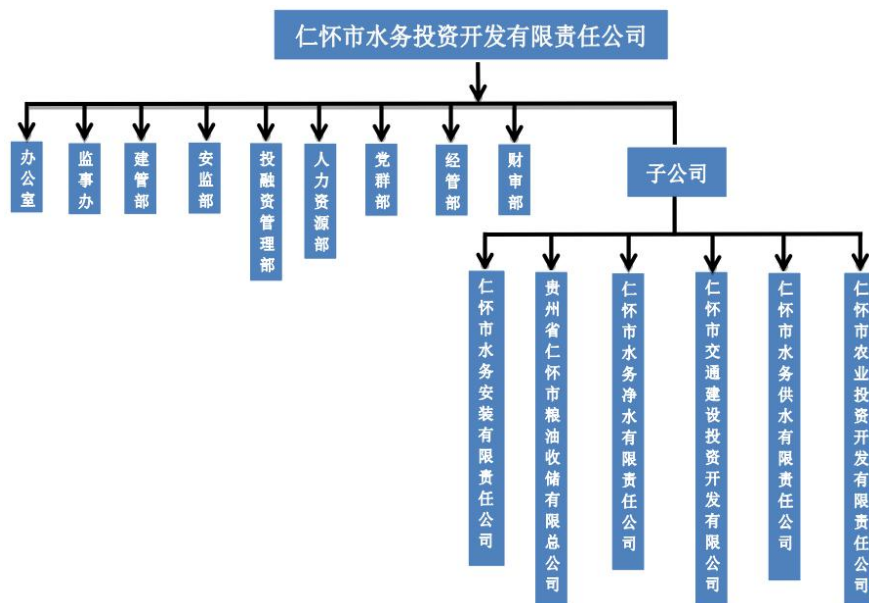 仁怀市水务投资开发有限责任公司
办公室
监事办
建管部
安监部
投融资管理部
人力资源部
党群部
经管部
财审部
子公司
仁怀市水务安装有限责任公司
贵州省仁怀市粮油收储有限总公司
仁怀市水务净水有限责任公司
仁怀市交通建设投资开发有限公司
仁怀市水务供水有限责任公司
仁怀市农业投资开发有限责任公司